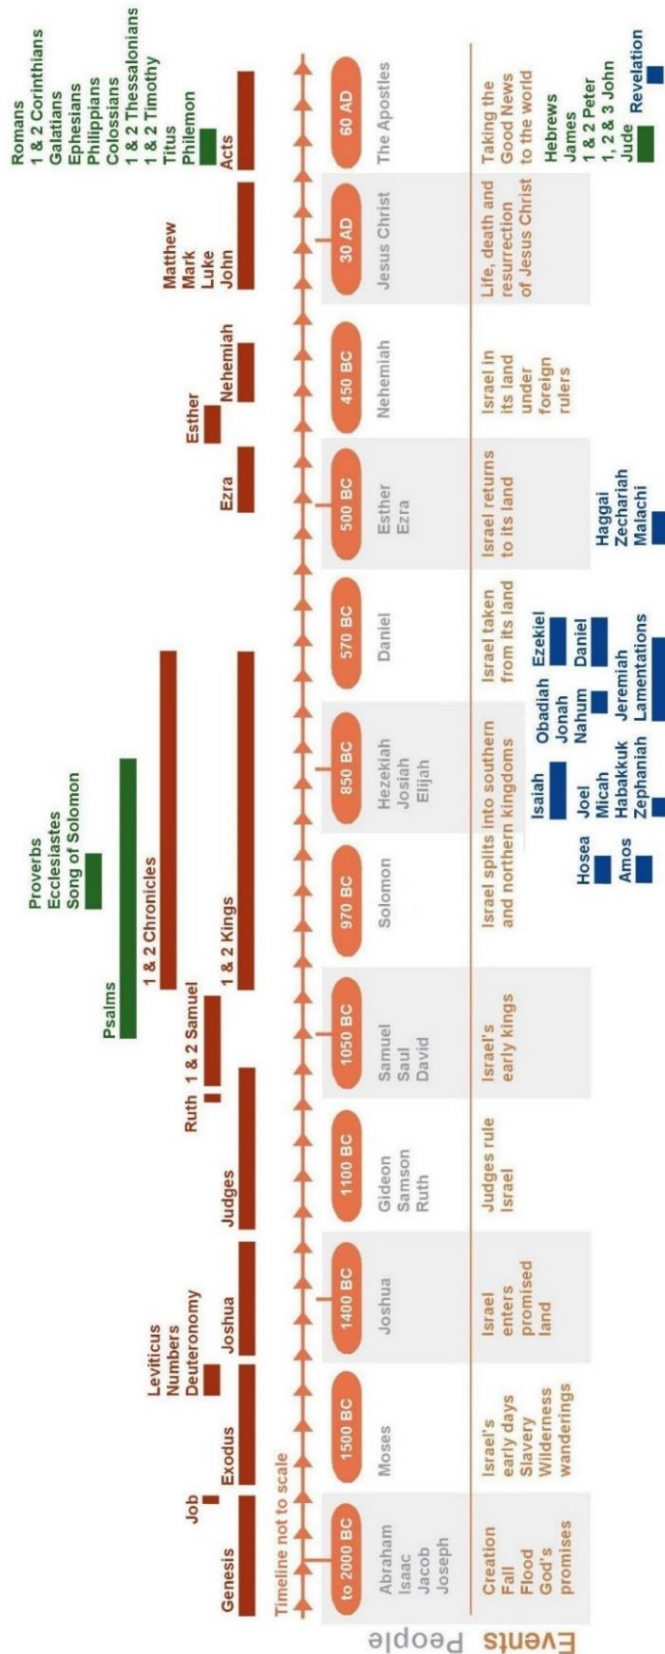 Proverbs
Ecclesiastes
Song of Solomon
Psalms
1 & 2 Chronicles
Romans
1 & 2 Corinthians
Galatians
Ephesians
Philippians
Colossians
1 & 2 Thessalonians
1 & 2 Timothy
Titus
Philemon
Leviticus
Numbers
Deuteronomy
Matthew
Mark
Luke
John
Job
Ruth
1 & 2 Samuel
Esther
Genesis
Exodus
Joshua
Judges
1 & 2 Kings
Ezra
Nehemiah
Acts
Timeline not to scale
to 2000 BC
1500 BC
1400 BC
1100 BC
1050 BC
970 BC
850 BC
570 BC
500 BC
450 BC
30 AD
60 AD
People
Abraham
Isaac
Jacob
Joseph
Moses
Joshua
Gideon
Samson
Ruth
Samuel
Saul
David
Solomon
Hezekiah
Josiah
Elijah
Daniel
Esther
Ezra
Nehemiah
Jesus Christ
The Apostles
Events
Creation
Fall
Flood
God's
promises
Israel's
early days
Slavery
Wilderness
wanderings
Israel
enters
promised
land
Judges rule
Israel
Israel's
early kings
Israel splits into southern
and northern kingdoms
Israel taken
from its land
Israel returns
to its land
Israel in
its land
under
foreign
rulers
Life, death and
resurrection
of Jesus Christ
Taking the
Good News
to the world
Hosea
Amos
Isaiah
Joel
Micah
Habakkuk
Zephaniah
Obadiah
Jonah
Nahum
Jeremiah
Lamentations
Ezekiel
Daniel
Haggai
Zechariah
Malachi
Hebrews
James
1 & 2 Peter
1, 2 & 3 John
Jude
Revelation